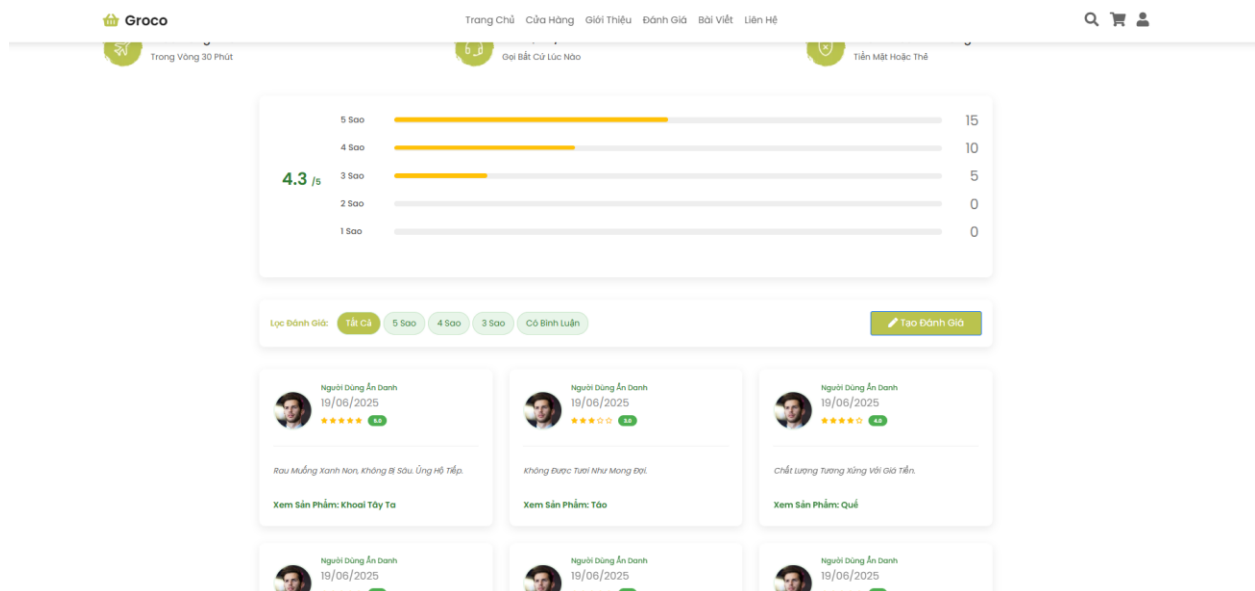 Groco
Trang Chủ Cửa Hàng Giới Thiệu Đánh Giá Bài Viết Liên Hệ
Trong Vòng 30 Phút
Gọi Bất Cứ Lúc Nào
Tiền Mặt Hoặc Thẻ
5 Sao 15
4 Sao 10
4.3 /5
3 Sao 5
2 Sao 0
1 Sao 0
Lọc Đánh Giá: Tất Cả 5 Sao 4 Sao 3 Sao Có Bình Luận Tạo Đánh Giá
Người Dùng Ẩn Danh
19/06/2025
5.0
Rau Muống Xanh Non, Không Bị Sâu. Ủng Hộ Tiếp.
Xem Sản Phẩm: Khoai Tây Ta
Người Dùng Ẩn Danh
19/06/2025
3.0
Không Được Tươi Như Mong Đợi.
Xem Sản Phẩm: Táo
Người Dùng Ẩn Danh
19/06/2025
4.0
Chất Lượng Tương Xứng Với Giá Tiền.
Xem Sản Phẩm: Quế
Người Dùng Ẩn Danh
19/06/2025
Người Dùng Ẩn Danh
19/06/2025
Người Dùng Ẩn Danh
19/06/2025